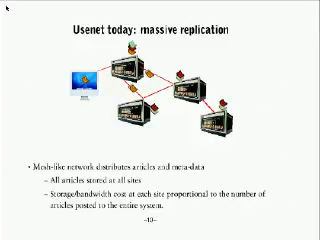 Usenet today: massive replication
• Mesh-like network distributes articles and meta-data
– All articles stored at all sites
– Storage/bandwidth cost at each site proportional to the number of
articles posted to the entire system.
–10–